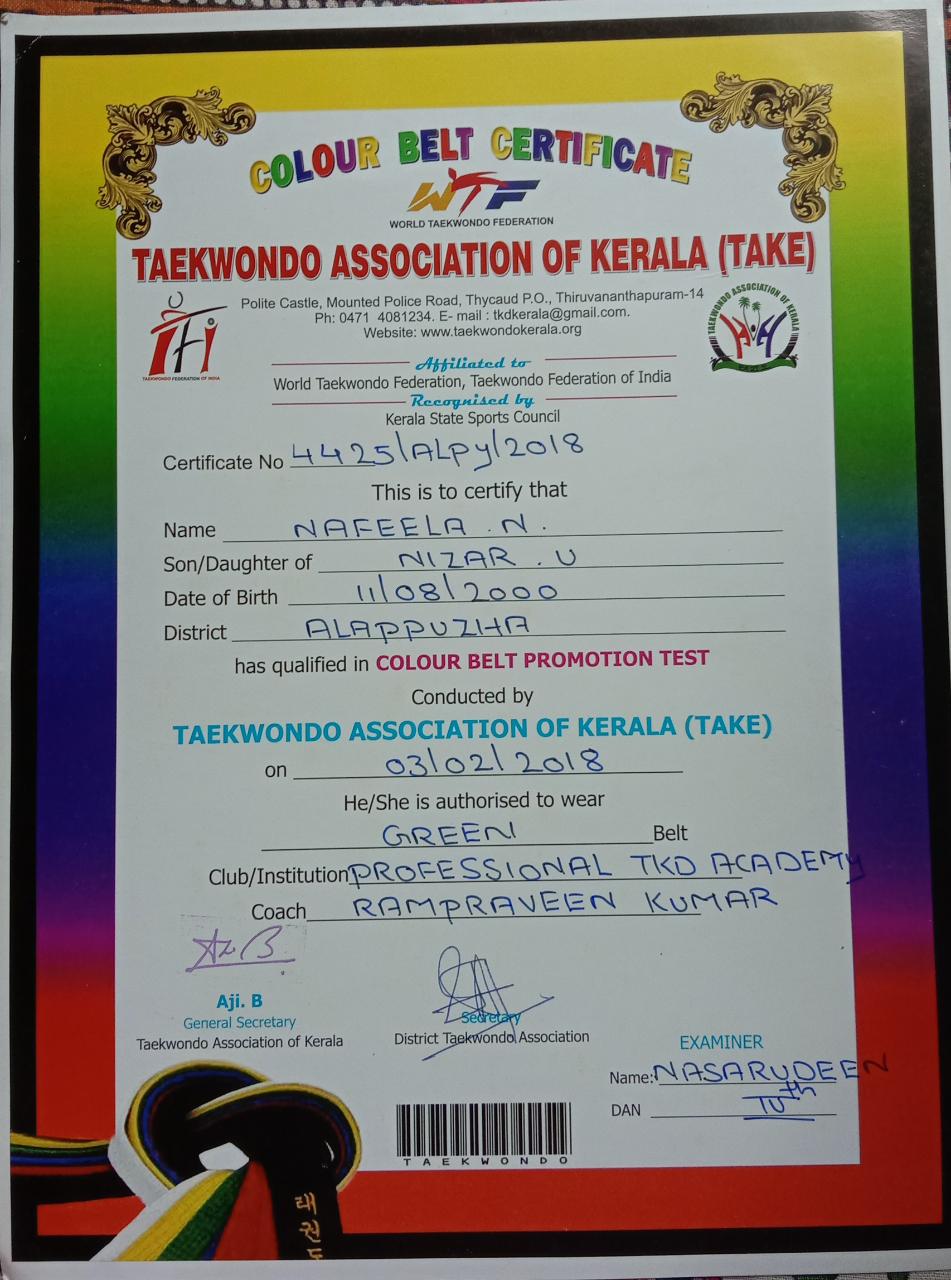 COLOUR BELT CERTIFICATE
WTF
WORLD TAEKWONDO FEDERATION
TAEKWONDO ASSOCIATION OF KERALA (TAKE)
Polite Castle, Mounted Police Road, Thycaud P.O., Thiruvananthapuram-14
Ph: 0471 4081234. E- mail : tkdkerala@gmail.com.
Website: www.taekwondokerala.org
TFI
TAEKWONDO FEDERATION OF INDIA
TAEKWONDO ASSOCIATION OF KERALA
Affiliated to
World Taekwondo Federation, Taekwondo Federation of India
Recognised by
Kerala State Sports Council
Certificate No 4425/ALPY/2018
This is to certify that
Name NAFEELA . N .
Son/Daughter of NIZAR . U
Date of Birth 11/08/2000
District ALAPPUZHA
has qualified in COLOUR BELT PROMOTION TEST
Conducted by
TAEKWONDO ASSOCIATION OF KERALA (TAKE)
on 03/02/2018
He/She is authorised to wear
GREEN Belt
Club/Institution PROFESSIONAL TKD ACADEMY
Coach RAMPRAVEEN KUMAR
Aji. B
General Secretary
Taekwondo Association of Kerala
Secretary
District Taekwondo Association
EXAMINER
Name: NASARUDEEN
DAN
TAEKWONDO
태권도